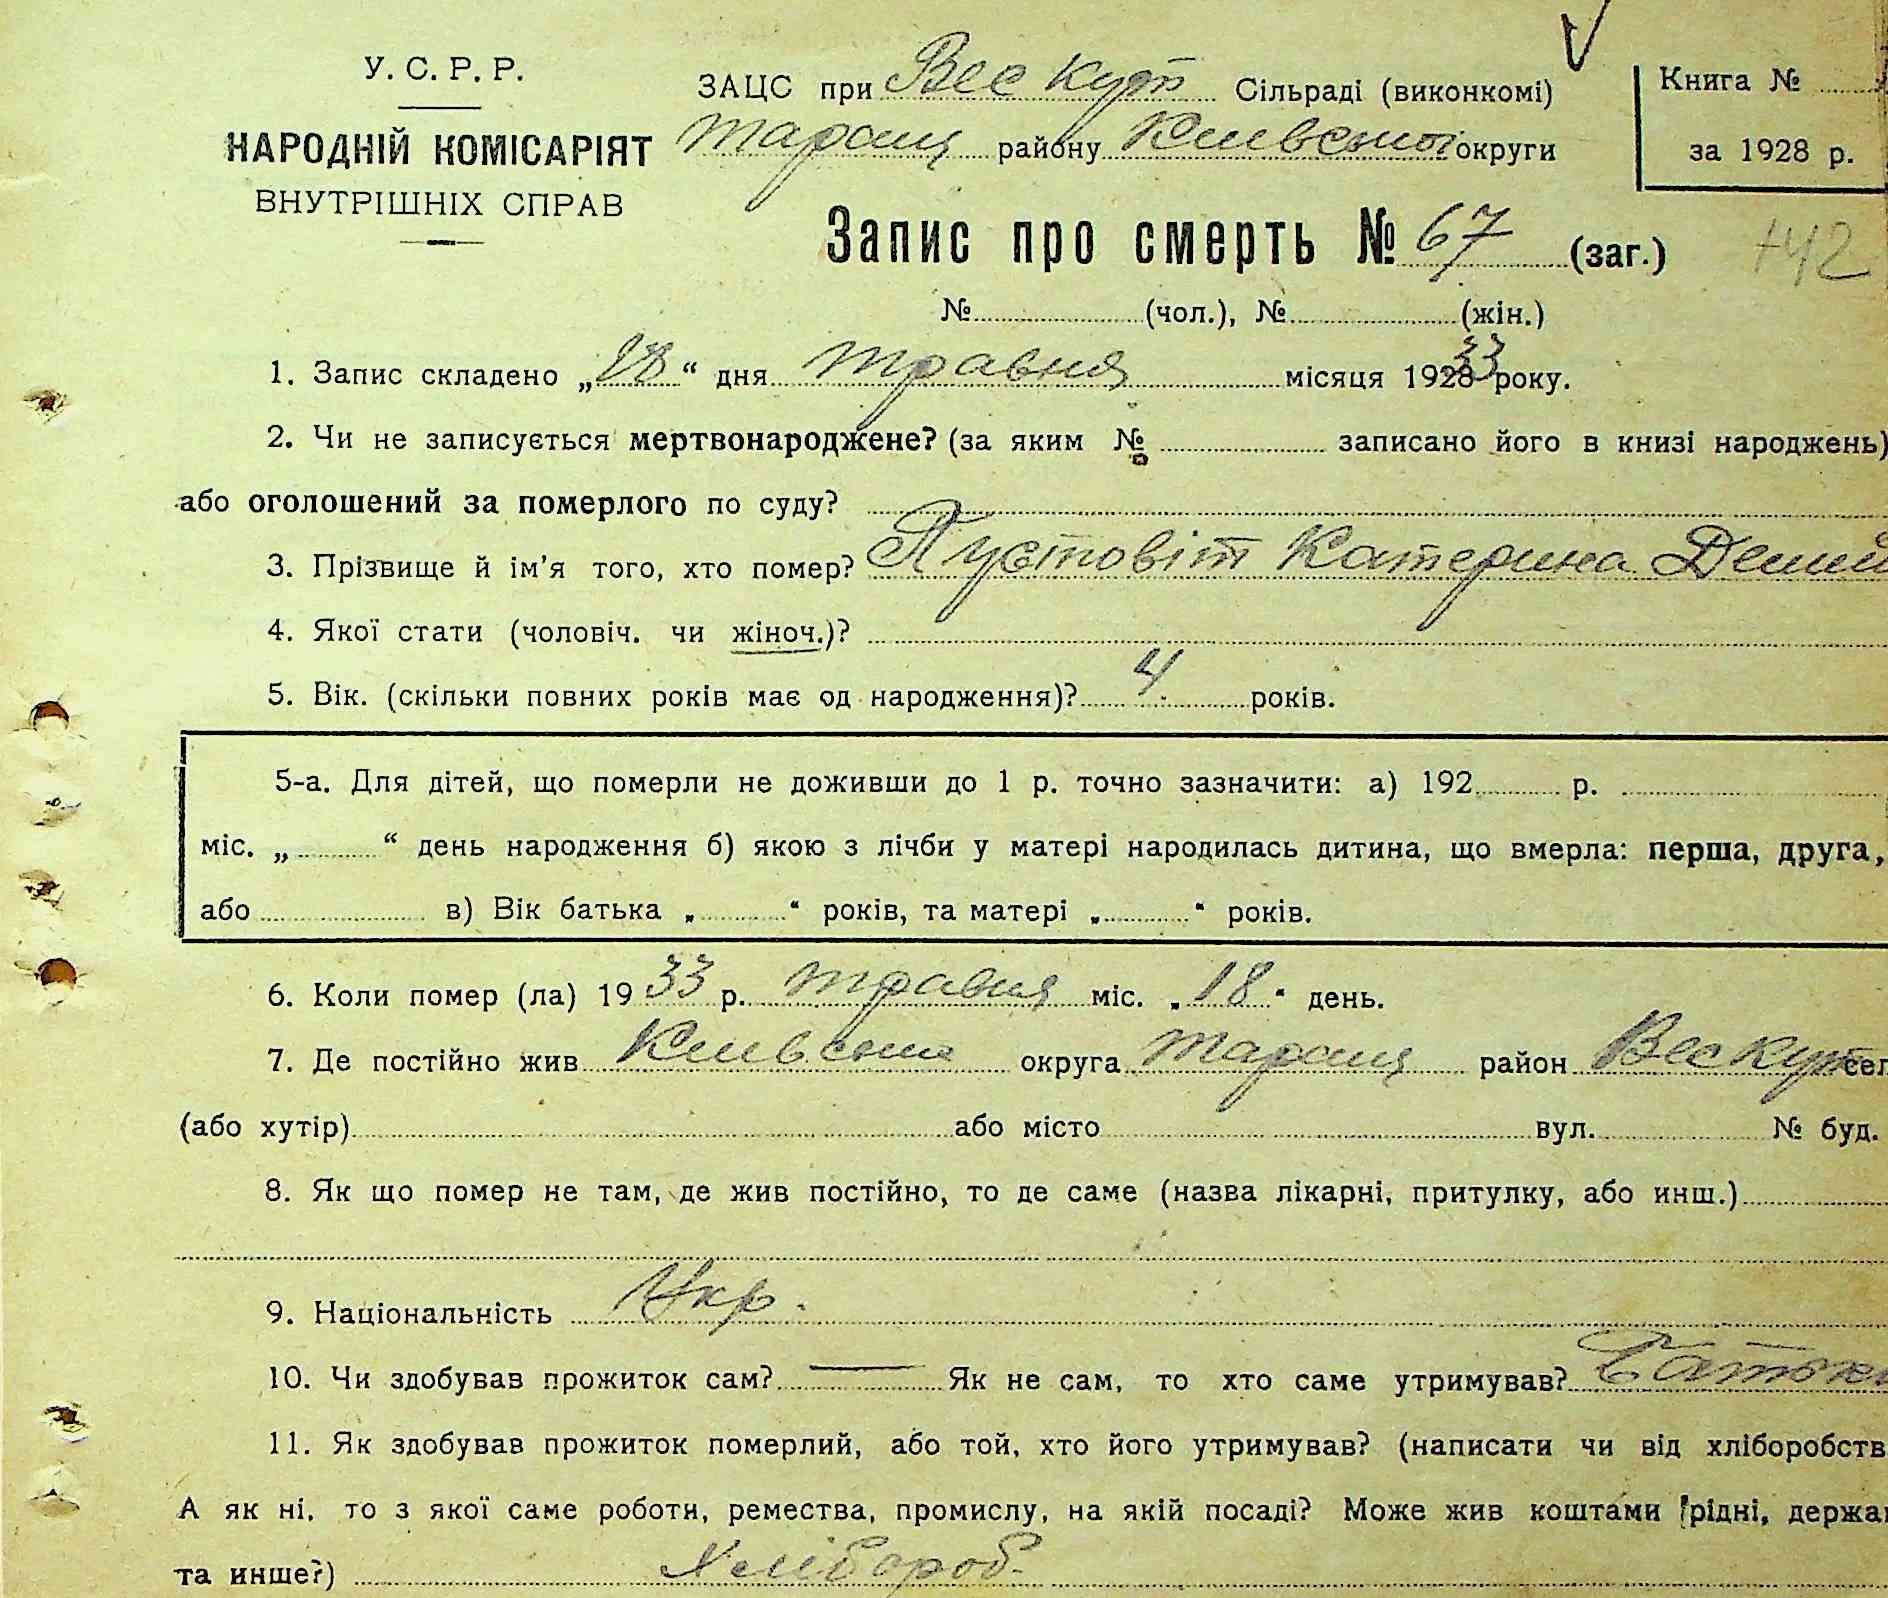 У. С. Р. Р.
НАРОДНІЙ КОМІСАРІЯТ
ВНУТРІШНІХ СПРАВ
ЗАЦС при Вес Кут Сільраді (виконкомі)
Таращ району Київської округи
Книга №
за 1928 р.
Запис про смерть № 67 (заг.)
+42
№ (чол.), № (жін.)
1. Запис складено „18“ дня травня місяця 192833 року.
2. Чи не записується мертвонароджене? (за яким № записано його в книзі народжень)
або оголошений за померлого по суду?
3. Прізвище й ім’я того, хто помер? Пустовіт Катерина
4. Якої стати (чоловіч. чи жіноч.)?
5. Вік. (скільки повних років має од народження)? 4 років.
5-а. Для дітей, що померли не доживши до 1 р. точно зазначити: а) 192 р.
міс. „ “ день народження б) якою з лічби у матері народилась дитина, що вмерла: перша, друга,
або в) Вік батька „ “ років, та матері „ “ років.
6. Коли помер (ла) 1933 р. травня міс. „18“ день.
7. Де постійно жив Київська округа Таращ район Вес Кут сел
(або хутір) або місто вул. № буд.
8. Як що помер не там, де жив постійно, то де саме (назва лікарні, притулку, або инш.)
9. Національність Укр.
10. Чи здобував прожиток сам? — Як не сам, то хто саме утримував? Батьки
11. Як здобував прожиток померлий, або той, хто його утримував? (написати чи від хліборобств
А як ні, то з якої саме роботи, ремества, промислу, на якій посаді? Може жив коштами (рідні, держа
та инше?) Хлібороб.